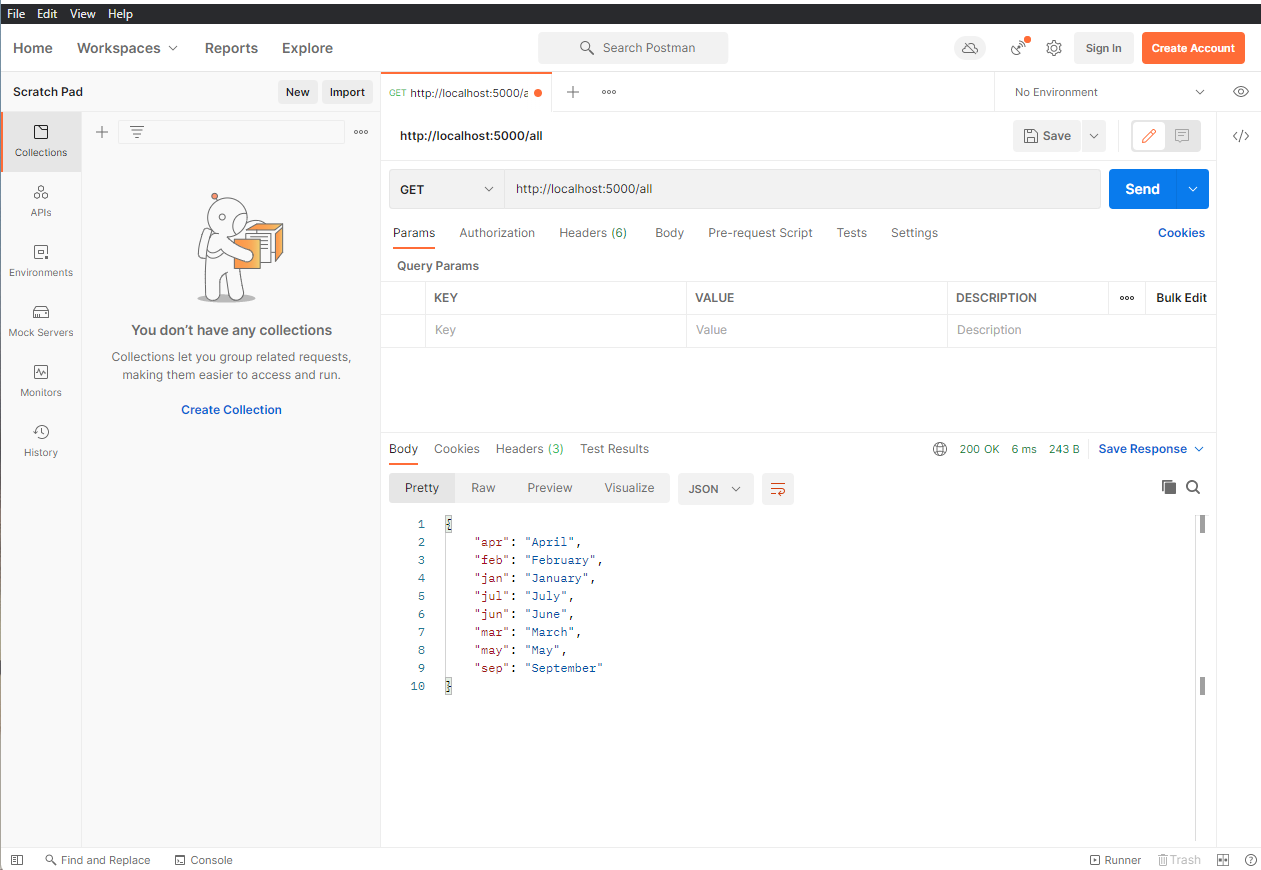 File Edit View Help
Home Workspaces Reports Explore Search Postman Sign In Create Account
Scratch Pad New Import GET http://localhost:5000/a No Environment
Collections
APIs
Environments
Mock Servers
Monitors
History
You don’t have any collections
Collections let you group related requests,
making them easier to access and run.
Create Collection
http://localhost:5000/all Save
GET http://localhost:5000/all Send
Params Authorization Headers (6) Body Pre-request Script Tests Settings Cookies
Query Params
KEY VALUE DESCRIPTION Bulk Edit
Key Value Description
Body Cookies Headers (3) Test Results 200 OK 6 ms 243 B Save Response
Pretty Raw Preview Visualize JSON
1 {
2 "apr": "April",
3 "feb": "February",
4 "jan": "January",
5 "jul": "July",
6 "jun": "June",
7 "mar": "March",
8 "may": "May",
9 "sep": "September"
10 }
Find and Replace Console Runner Trash